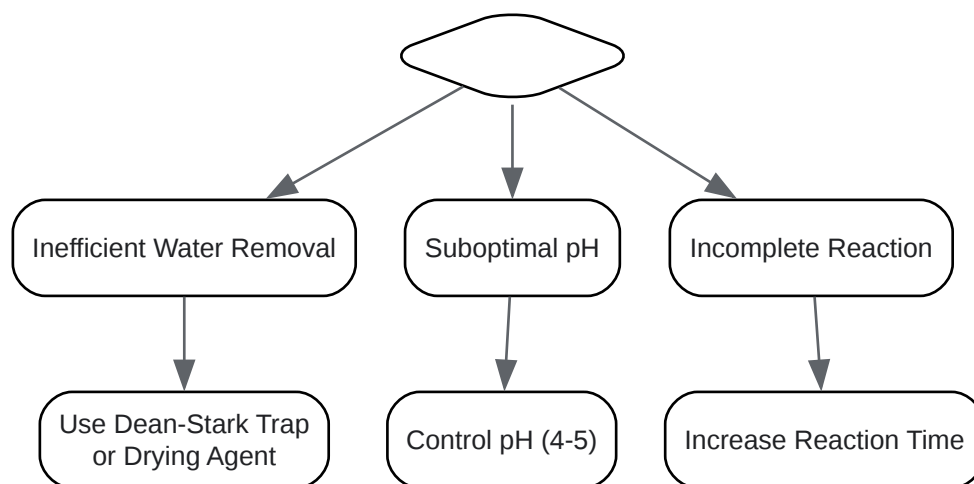 Inefficient Water Removal
Suboptimal pH
Incomplete Reaction
Use Dean-Stark Trap
or Drying Agent
Control pH (4-5)
Increase Reaction Time